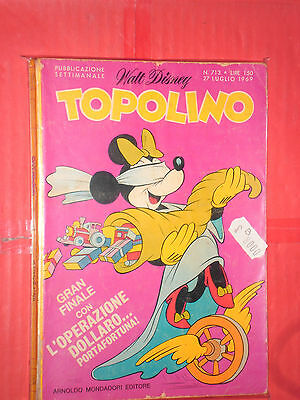 PUBBLICAZIONE
SETTIMANALE
Walt Disney
N. 713 • LIRE 150
27 LUGLIO 1969
TOPOLINO
GRAN
FINALE
CON
L'OPERAZIONE
DOLLARO...
PORTAFORTUNA!
ARNOLDO MONDADORI EDITORE